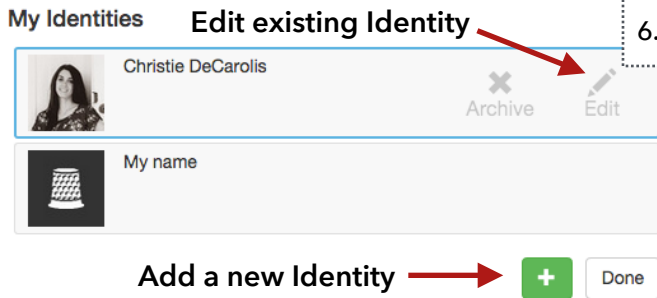 My Identities
Edit existing Identity
6.
Christie DeCarolis
Archive
Edit
My name
Add a new Identity
+
Done